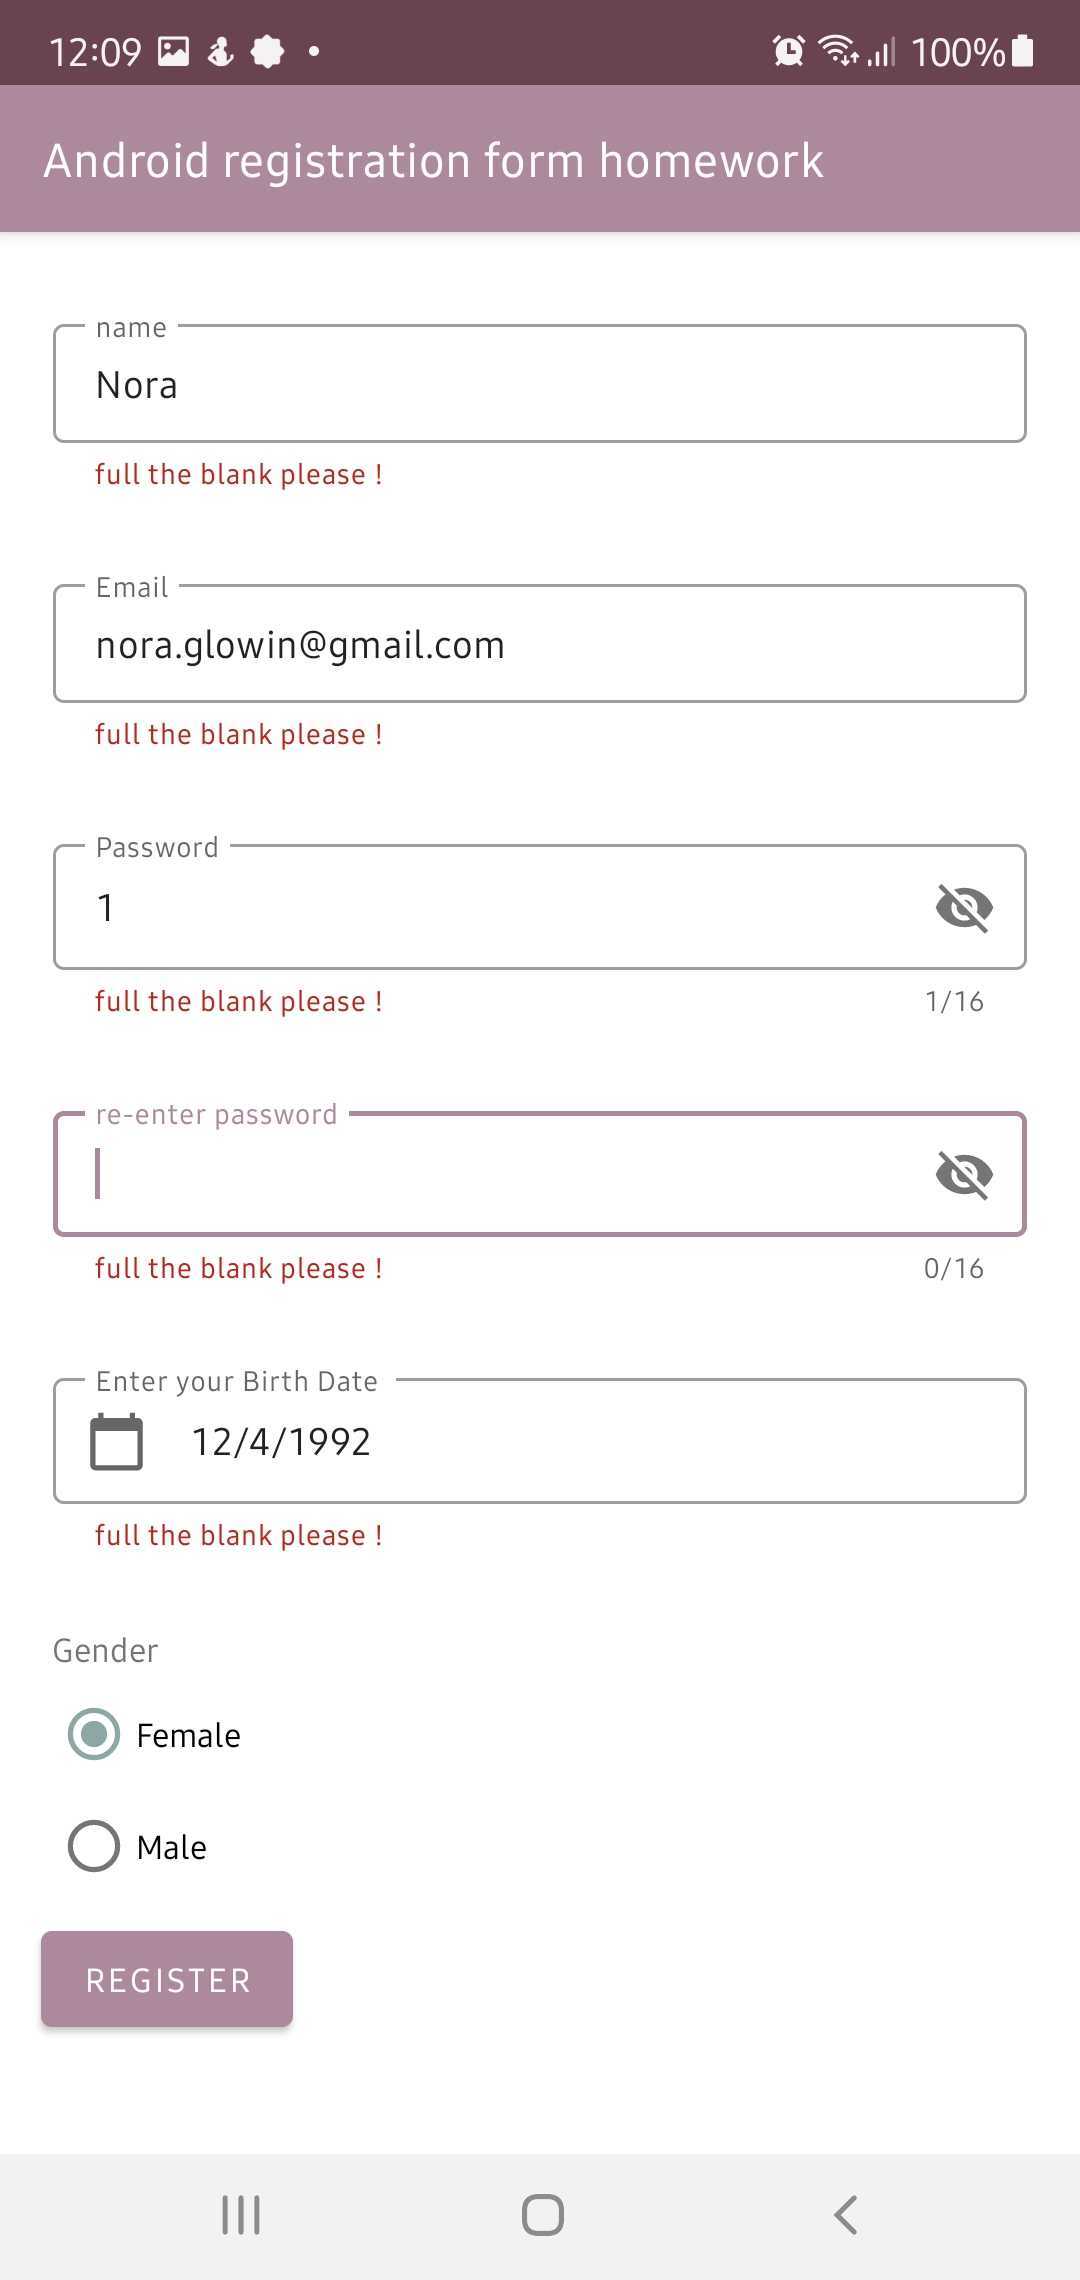 12:09 100%
Android registration form homework
name
Nora
full the blank please !
Email
nora.glowin@gmail.com
full the blank please !
Password
1
full the blank please ! 1/16
re-enter password
full the blank please ! 0/16
Enter your Birth Date
12/4/1992
full the blank please !
Gender
Female
Male
REGISTER